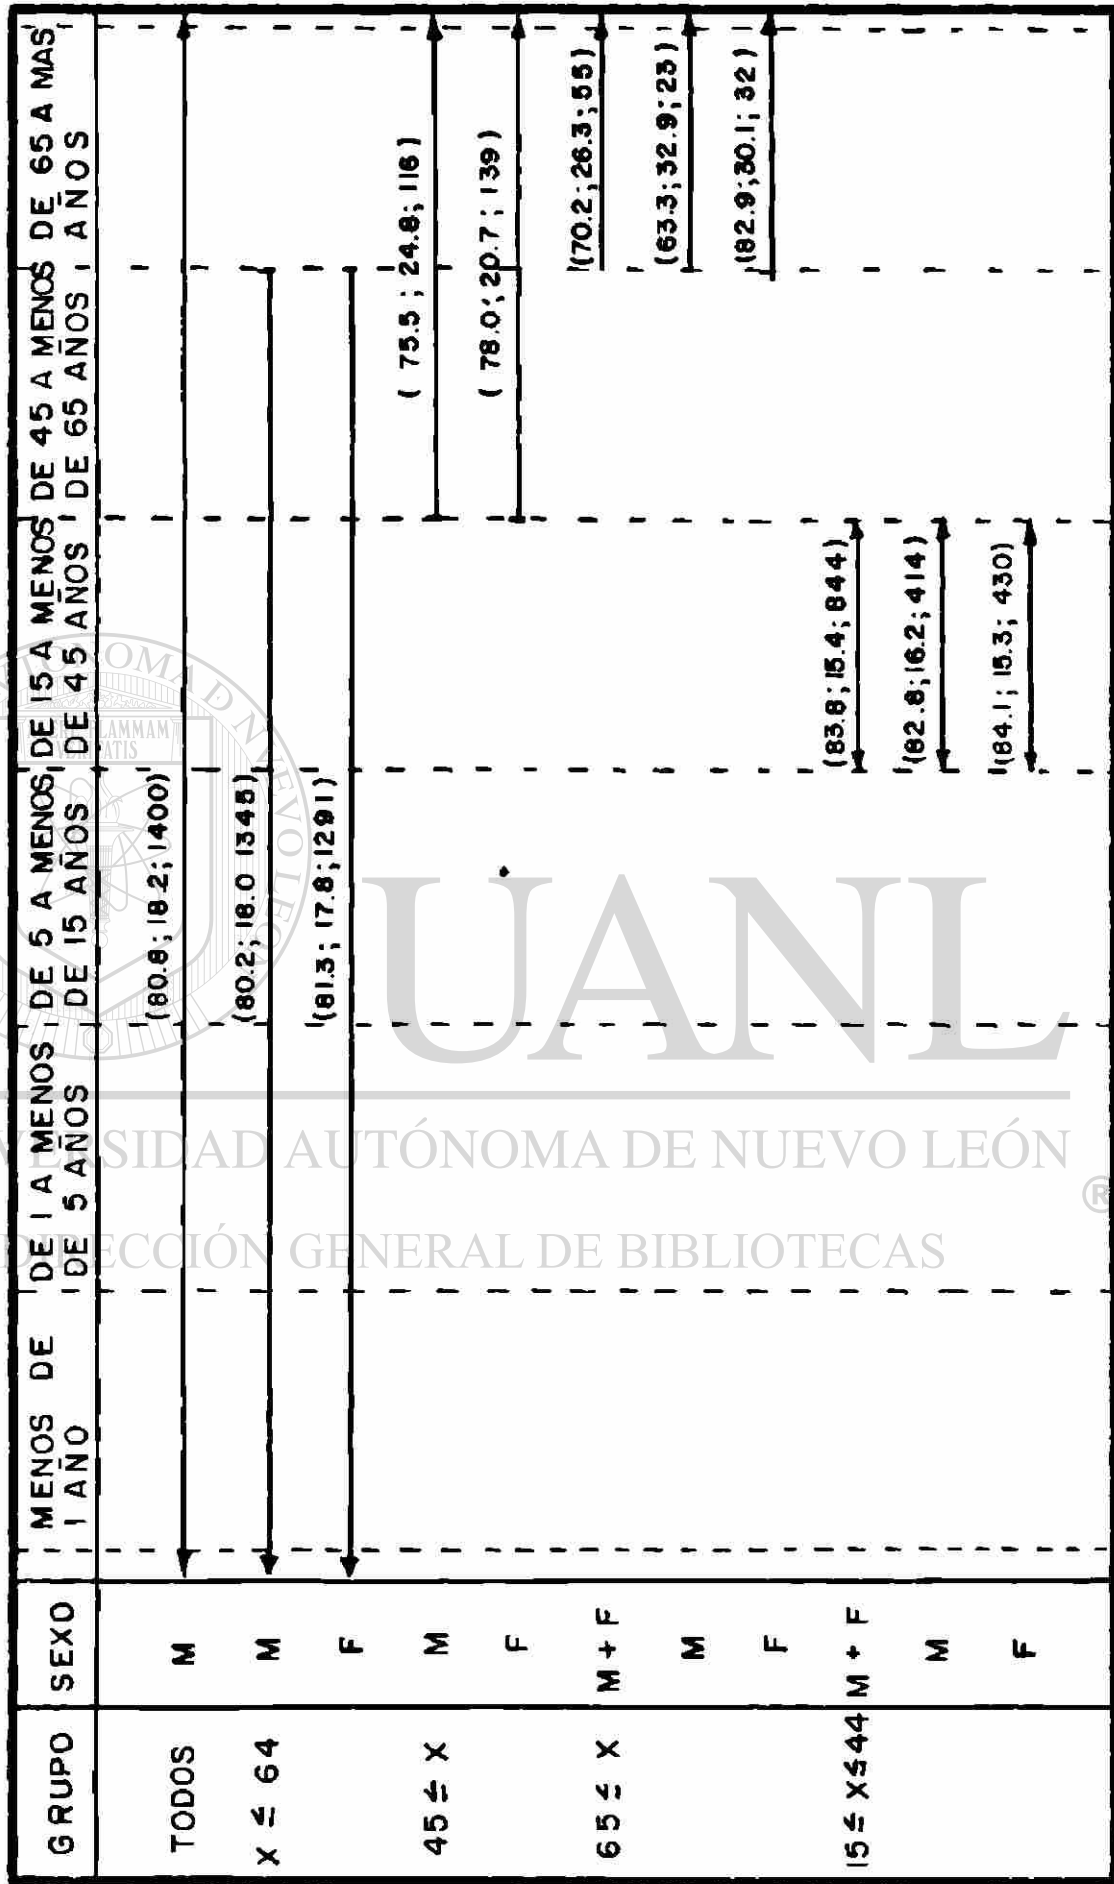 GRUPO SEXO MENOS DE 1 AÑO DE 1 A MENOS DE 5 AÑOS DE 5 A MENOS DE 15 AÑOS DE 15 A MENOS DE 45 AÑOS DE 45 A MENOS DE 65 AÑOS DE 65 A MAS AÑOS
TODOS M (80.8; 18.2; 1400)
X ≤ 64 M (80.2; 18.0 1345)
F (81.3; 17.8; 1291)
45 ≤ X M (75.5; 24.8; 116)
F (78.0; 20.7; 139)
65 ≤ X M + F (70.2; 26.3; 55)
M (63.3; 32.9; 23)
F (82.9; 30.1; 32)
15 ≤ X ≤ 44 M + F (83.8; 15.4; 844)
M (82.8; 16.2; 414)
F (84.1; 15.3; 430)
UANL
UNIVERSIDAD AUTÓNOMA DE NUEVO LEÓN
®
DIRECCIÓN GENERAL DE BIBLIOTECAS